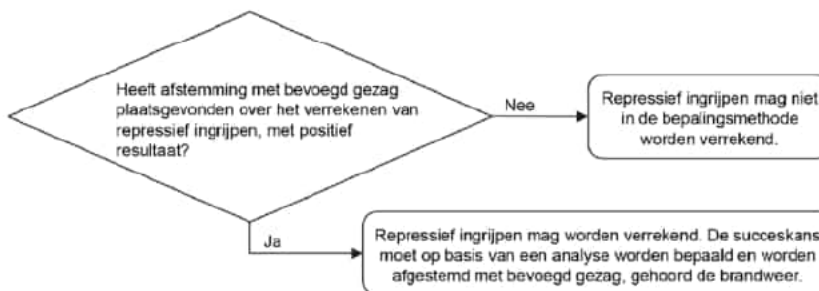 Heeft afstemming met bevoegd gezag
plaatsgevonden over het verrekenen van
repressief ingrijpen, met positief
resultaat?
Nee
Repressief ingrijpen mag niet
in de bepalingsmethode
worden verrekend.
Ja
Repressief ingrijpen mag worden verrekend. De succeskans
moet op basis van een analyse worden bepaald en worden
afgestemd met bevoegd gezag, gehoord de brandweer.